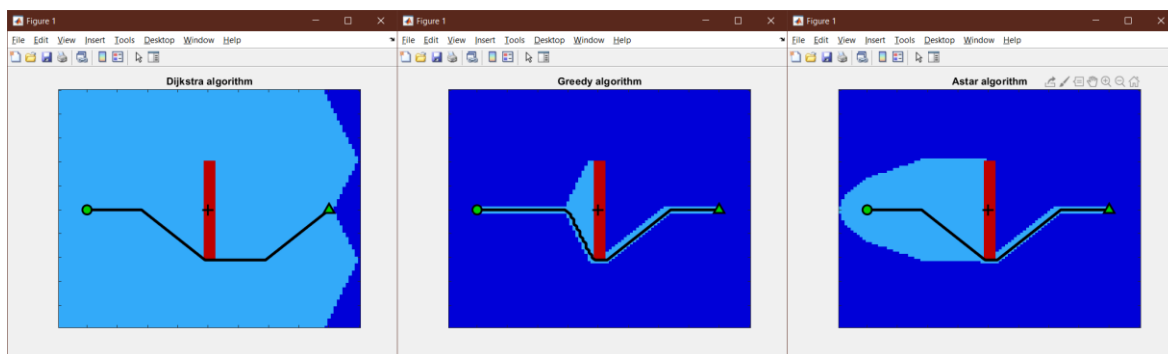 Figure 1
File Edit View Insert Tools Desktop Window Help
Dijkstra algorithm
Figure 1
File Edit View Insert Tools Desktop Window Help
Greedy algorithm
Figure 1
File Edit View Insert Tools Desktop Window Help
Astar algorithm